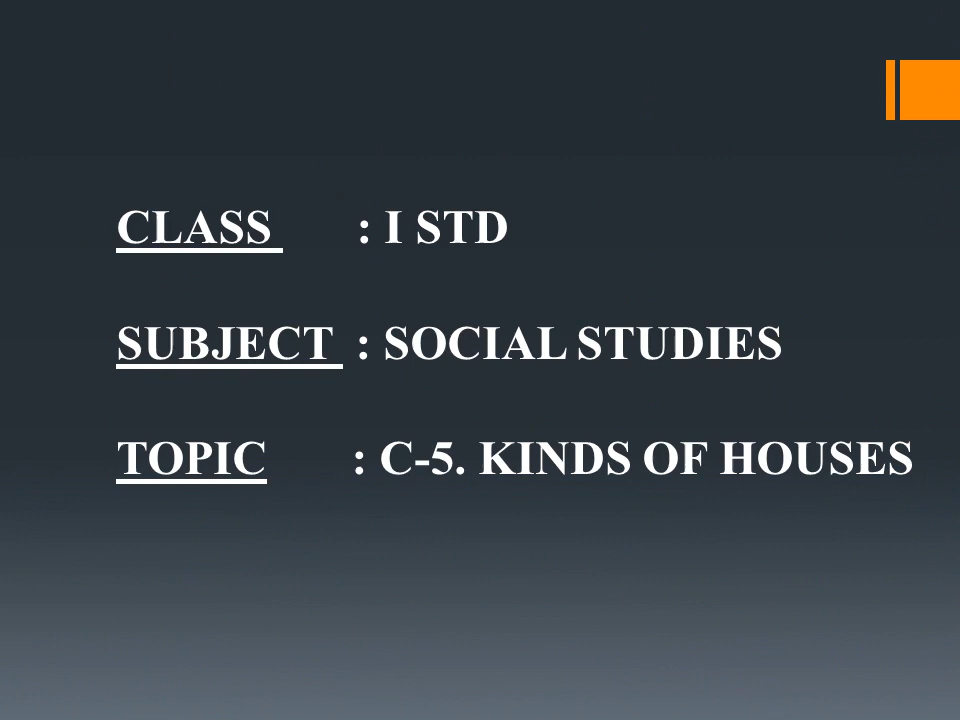 CLASS : I STD
SUBJECT : SOCIAL STUDIES
TOPIC : C-5. KINDS OF HOUSES